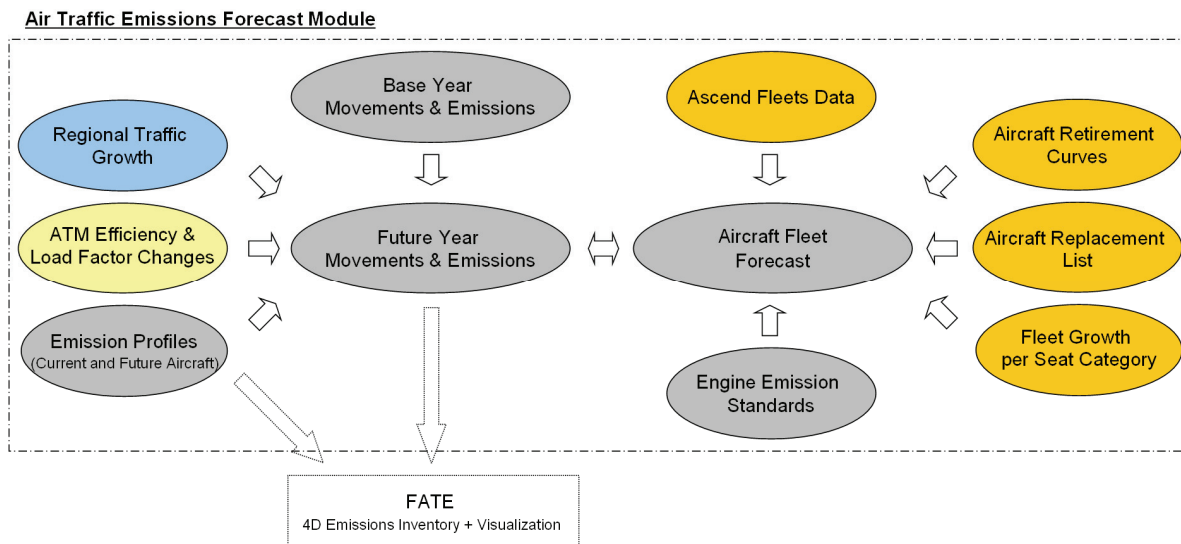 Air Traffic Emissions Forecast Module
Base Year
Movements & Emissions
Ascend Fleets Data
Regional Traffic
Growth
Aircraft Retirement
Curves
ATM Efficiency &
Load Factor Changes
Future Year
Movements & Emissions
Aircraft Fleet
Forecast
Aircraft Replacement
List
Emission Profiles
(Current and Future Aircraft)
Engine Emission
Standards
Fleet Growth
per Seat Category
FATE
4D Emissions Inventory + Visualization